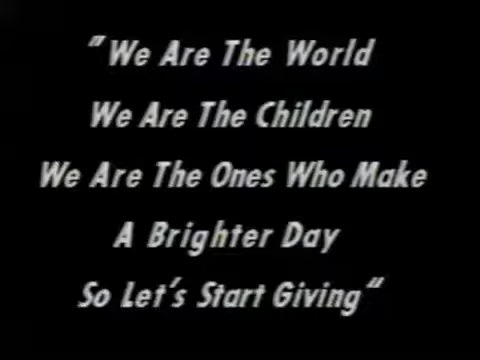 "We Are The World
We Are The Children
We Are The Ones Who Make
A Brighter Day
So Let's Start Giving"